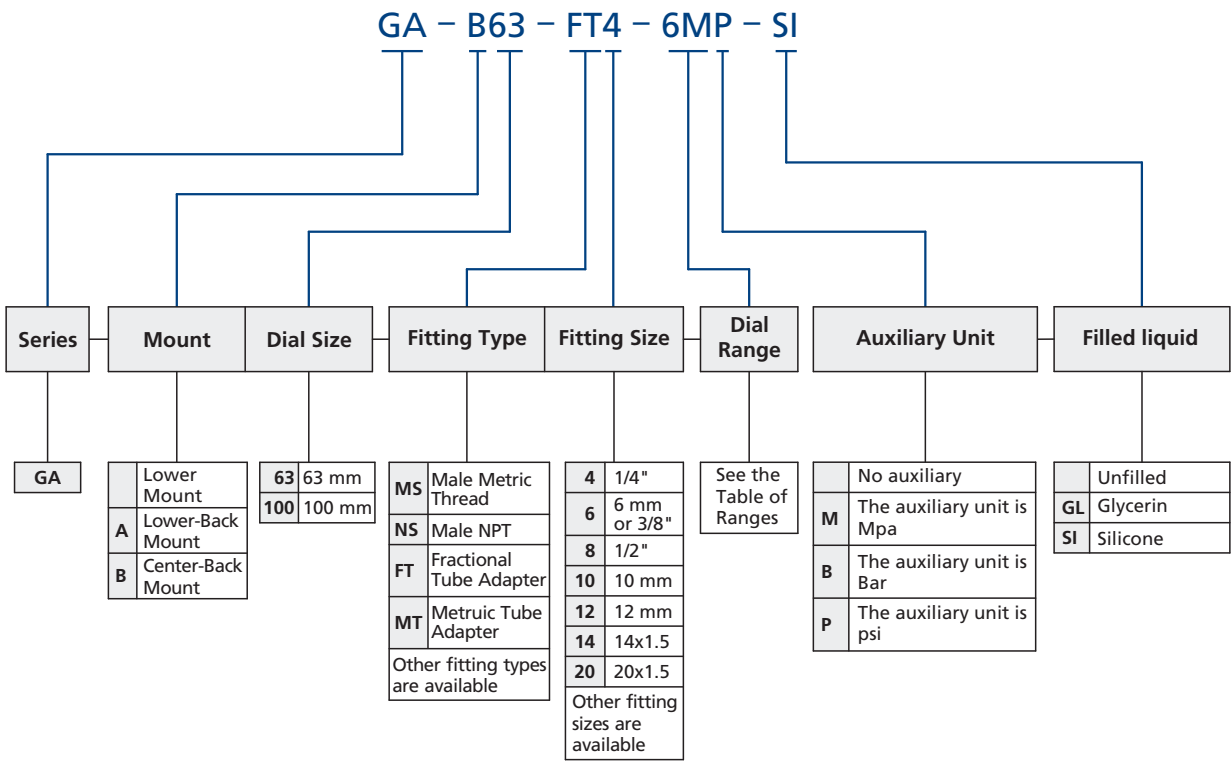 GA – B63 – FT4 – 6MP – SI
Series
Mount
Dial Size
Fitting Type
Fitting Size
Dial
Range
Auxiliary Unit
Filled liquid
GA
Lower
Mount
A Lower-Back
Mount
B Center-Back
Mount
63 63 mm
100 100 mm
MS Male Metric
Thread
NS Male NPT
FT Fractional
Tube Adapter
MT Metruic Tube
Adapter
Other fitting types
are available
4 1/4"
6 6 mm
or 3/8"
8 1/2"
10 10 mm
12 12 mm
14 14x1.5
20 20x1.5
Other fitting
sizes are
available
See the
Table of
Ranges
No auxiliary
M The auxiliary unit is
Mpa
B The auxiliary unit is
Bar
P The auxiliary unit is
psi
Unfilled
GL Glycerin
SI Silicone